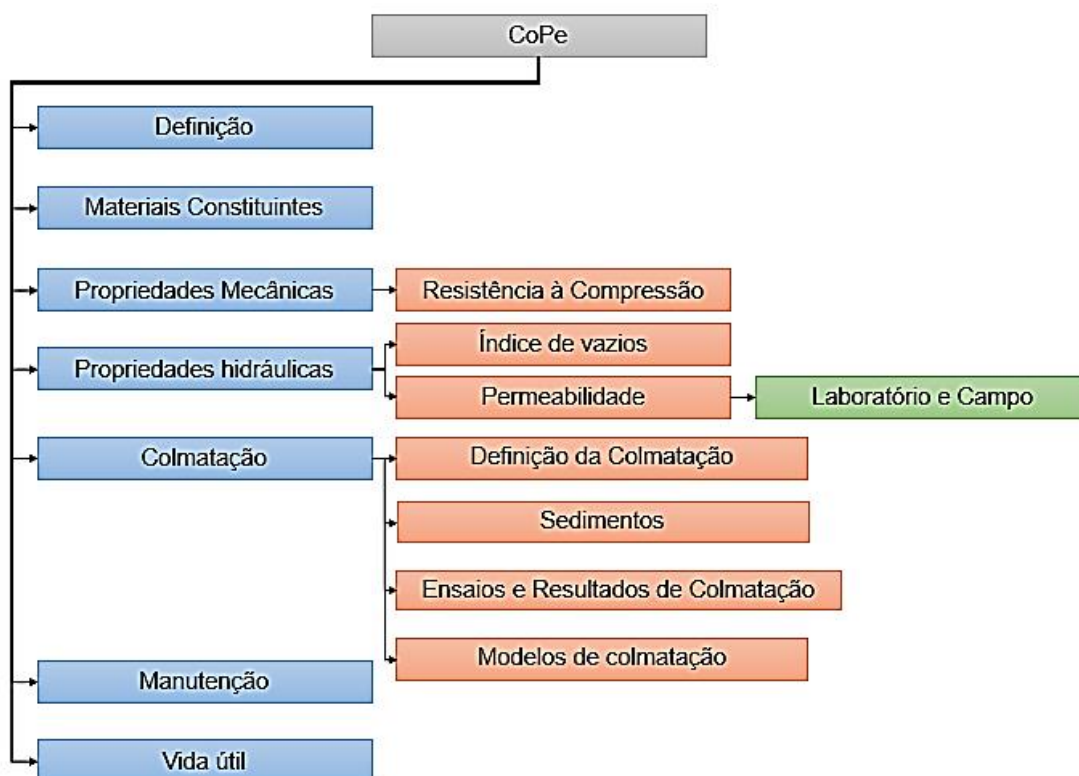 CoPe
Definição
Materiais Constituintes
Propriedades Mecânicas
Resistência à Compressão
Propriedades hidráulicas
Índice de vazios
Permeabilidade
Laboratório e Campo
Colmatação
Definição da Colmatação
Sedimentos
Ensaios e Resultados de Colmatação
Modelos de colmatação
Manutenção
Vida útil